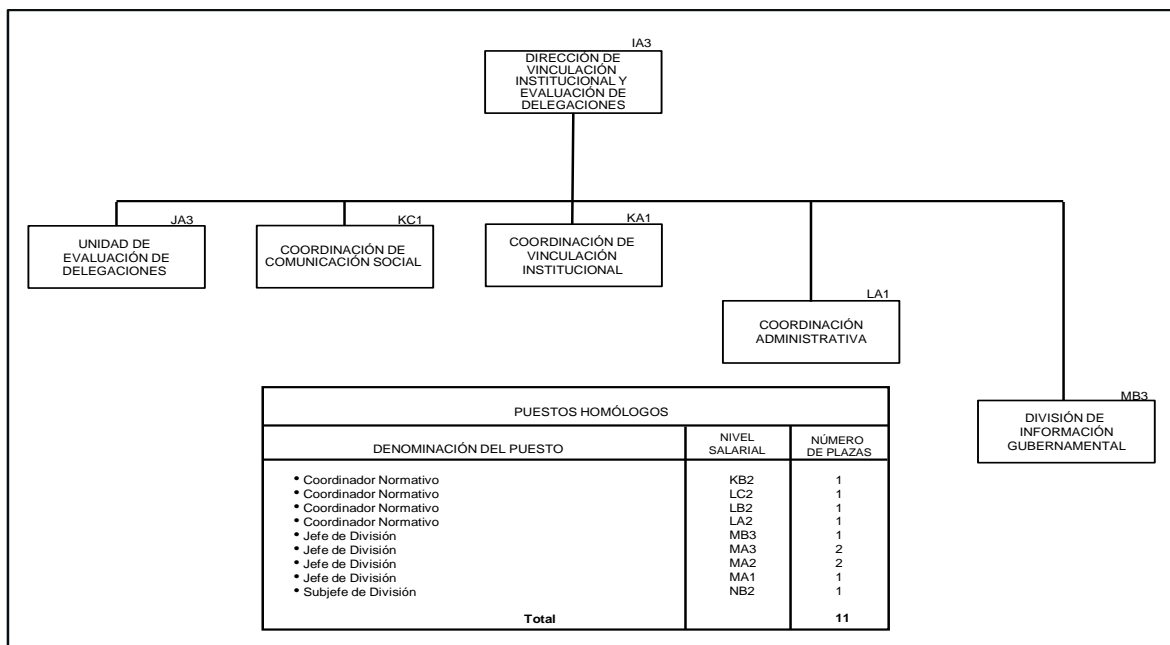 IA3
DIRECCIÓN DE
VINCULACIÓN
INSTITUCIONAL Y
EVALUACIÓN DE
DELEGACIONES
JA3
UNIDAD DE
EVALUACIÓN DE
DELEGACIONES
KC1
COORDINACIÓN DE
COMUNICACIÓN SOCIAL
KA1
COORDINACIÓN DE
VINCULACIÓN
INSTITUCIONAL
LA1
COORDINACIÓN
ADMINISTRATIVA
MB3
DIVISIÓN DE
INFORMACIÓN
GUBERNAMENTAL
PUESTOS HOMÓLOGOS
DENOMINACIÓN DEL PUESTO
NIVEL
SALARIAL
NÚMERO
DE PLAZAS
• Coordinador Normativo KB2 1
• Coordinador Normativo LC2 1
• Coordinador Normativo LB2 1
• Coordinador Normativo LA2 1
• Jefe de División MB3 1
• Jefe de División MA3 2
• Jefe de División MA2 2
• Jefe de División MA1 1
• Subjefe de División NB2 1
Total 11